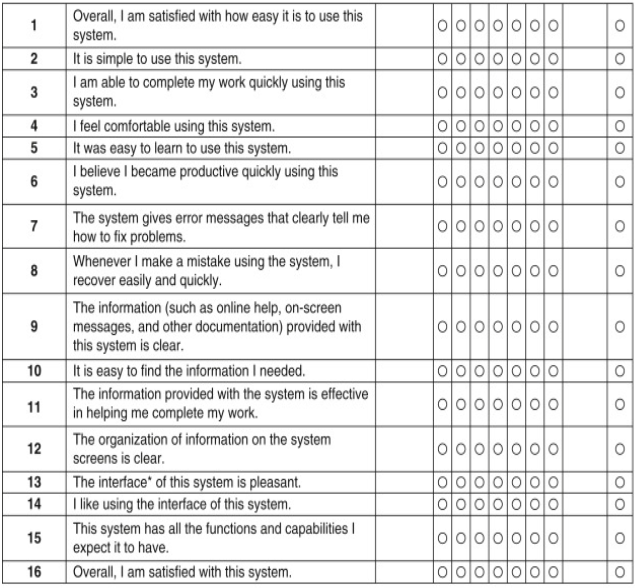 1 Overall, I am satisfied with how easy it is to use this
system.
2 It is simple to use this system.
3 I am able to complete my work quickly using this
system.
4 I feel comfortable using this system.
5 It was easy to learn to use this system.
6 I believe I became productive quickly using this
system.
7 The system gives error messages that clearly tell me
how to fix problems.
8 Whenever I make a mistake using the system, I
recover easily and quickly.
9 The information (such as online help, on-screen
messages, and other documentation) provided with
this system is clear.
10 It is easy to find the information I needed.
11 The information provided with the system is effective
in helping me complete my work.
12 The organization of information on the system
screens is clear.
13 The interface* of this system is pleasant.
14 I like using the interface of this system.
15 This system has all the functions and capabilities I
expect it to have.
16 Overall, I am satisfied with this system.